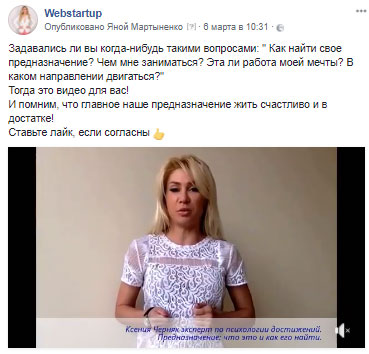 Webstartup
Опубликовано Яной Мартыненко [?] · 6 марта в 10:31 ·
Задавались ли вы когда-нибудь такими вопросами: " Как найти свое
предназначение? Чем мне заниматься? Эта ли работа моей мечты? В
каком направлении двигаться?"
Тогда это видео для вас!
И помним, что главное наше предназначение жить счастливо и в
достатке!
Ставьте лайк, если согласны 👍
Ксения Черняк эксперт по психологии достижений.
Предназначение: что это и как его найти.